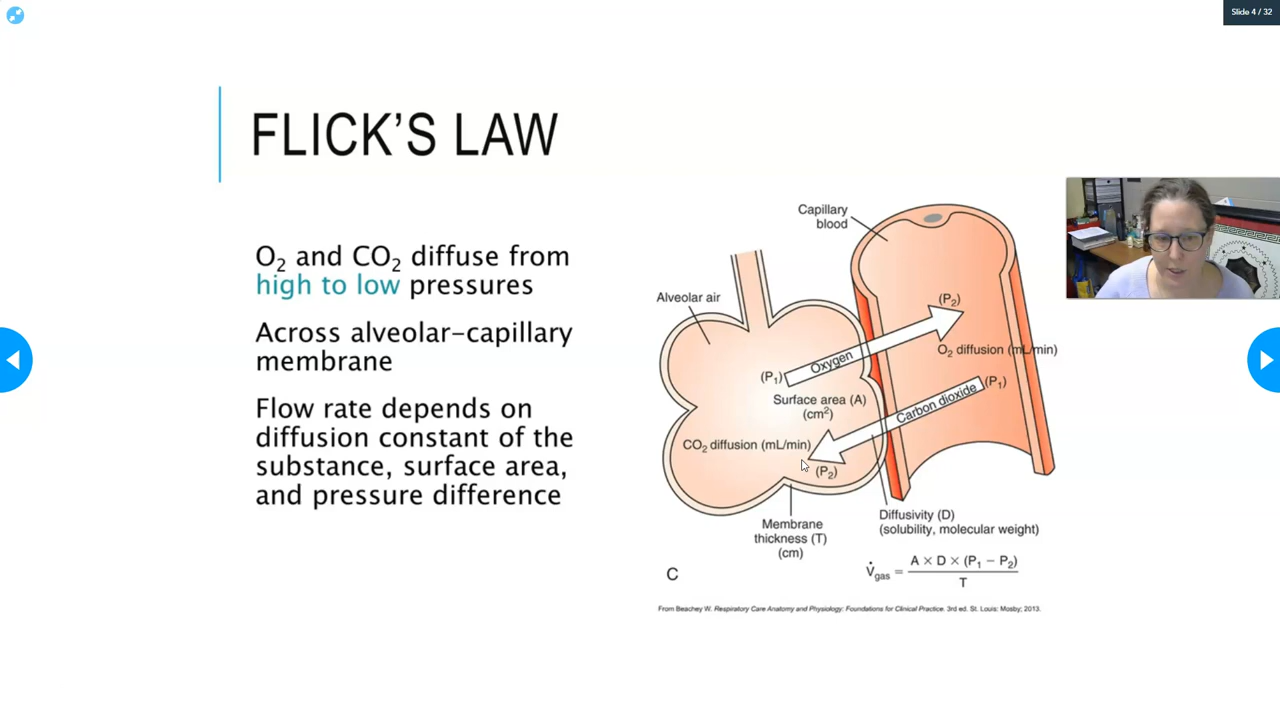 Slide 4 / 32
FLICK'S LAW
O₂ and CO₂ diffuse from
high to low pressures
Across alveolar-capillary
membrane
Flow rate depends on
diffusion constant of the
substance, surface area,
and pressure difference
Capillary
blood
Alveolar air
(P₂)
O₂ diffusion (mL/min)
Oxygen
(P₁)
(P₁)
Carbon dioxide
Surface area (A)
(cm²)
CO₂ diffusion (mL/min)
(P₂)
Diffusivity (D)
(solubility, molecular weight)
Membrane
thickness (T)
(cm)
C
V̇gas = A × D × (P₁ − P₂)
T
From Beachey W. Respiratory Care Anatomy and Physiology: Foundations for Clinical Practice. 3rd ed. St. Louis: Mosby; 2013.